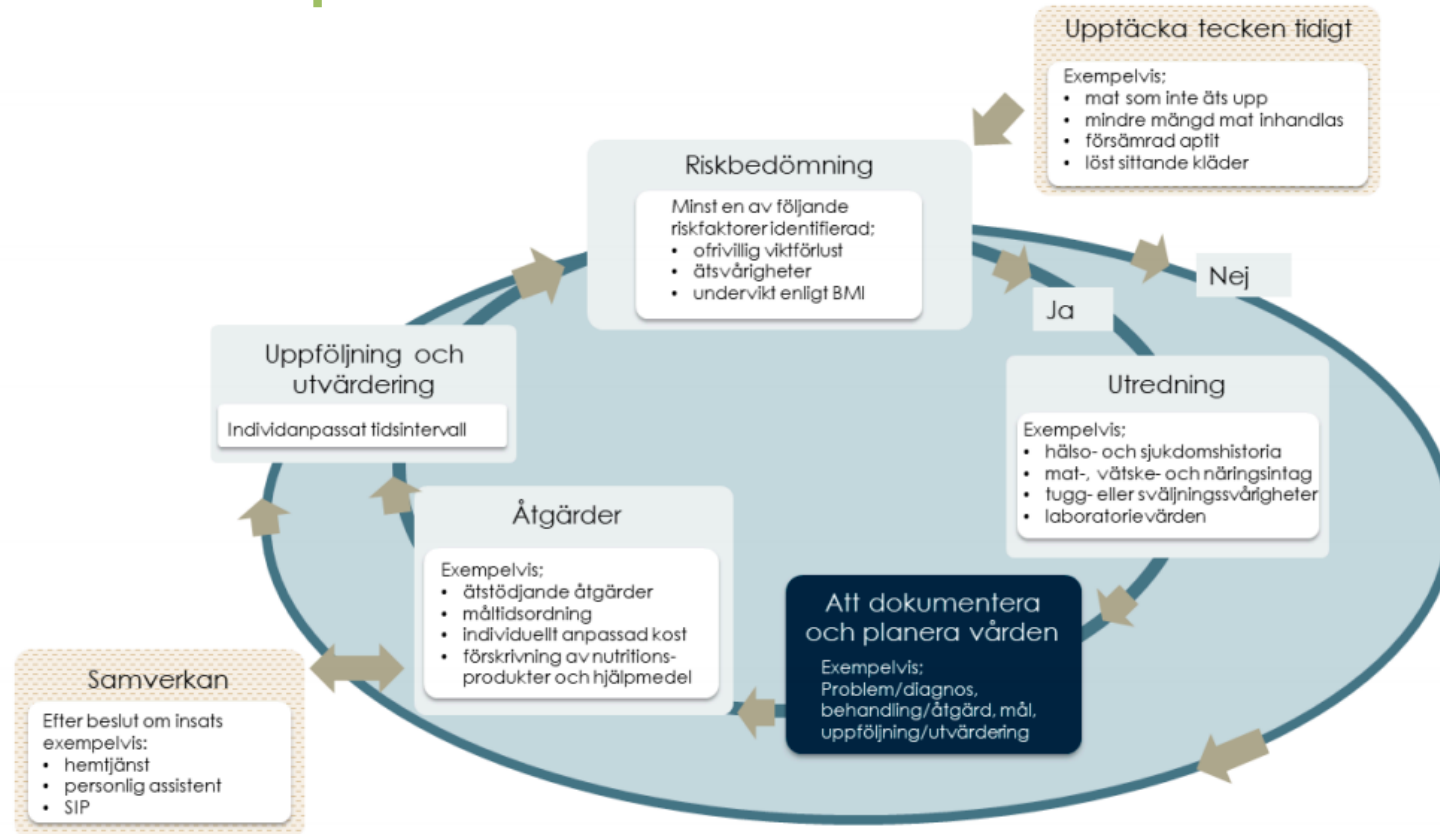 Upptäcka tecken tidigt
Exempelvis;
• mat som inte äts upp
• mindre mängd mat inhandlas
• försämrad aptit
• löst sittande kläder
Riskbedömning
Minst en av följande
riskfaktorer identifierad;
• ofrivillig viktförlust
• ätsvårigheter
• undervikt enligt BMI
Nej
Ja
Uppföljning och
utvärdering
Individanpassat tidsintervall
Utredning
Exempelvis;
• hälso- och sjukdomshistoria
• mat-, vätske- och näringsintag
• tugg- eller sväljningssvårigheter
• laboratorievärden
Åtgärder
Exempelvis;
• ätstödjande åtgärder
• måltidsordning
• individuellt anpassad kost
• förskrivning av nutritions-
produkter och hjälpmedel
Att dokumentera
och planera vården
Exempelvis;
Problem/diagnos,
behandling/åtgärd, mål,
uppföljning/utvärdering
Samverkan
Efter beslut om insats
exempelvis:
• hemtjänst
• personlig assistent
• SIP